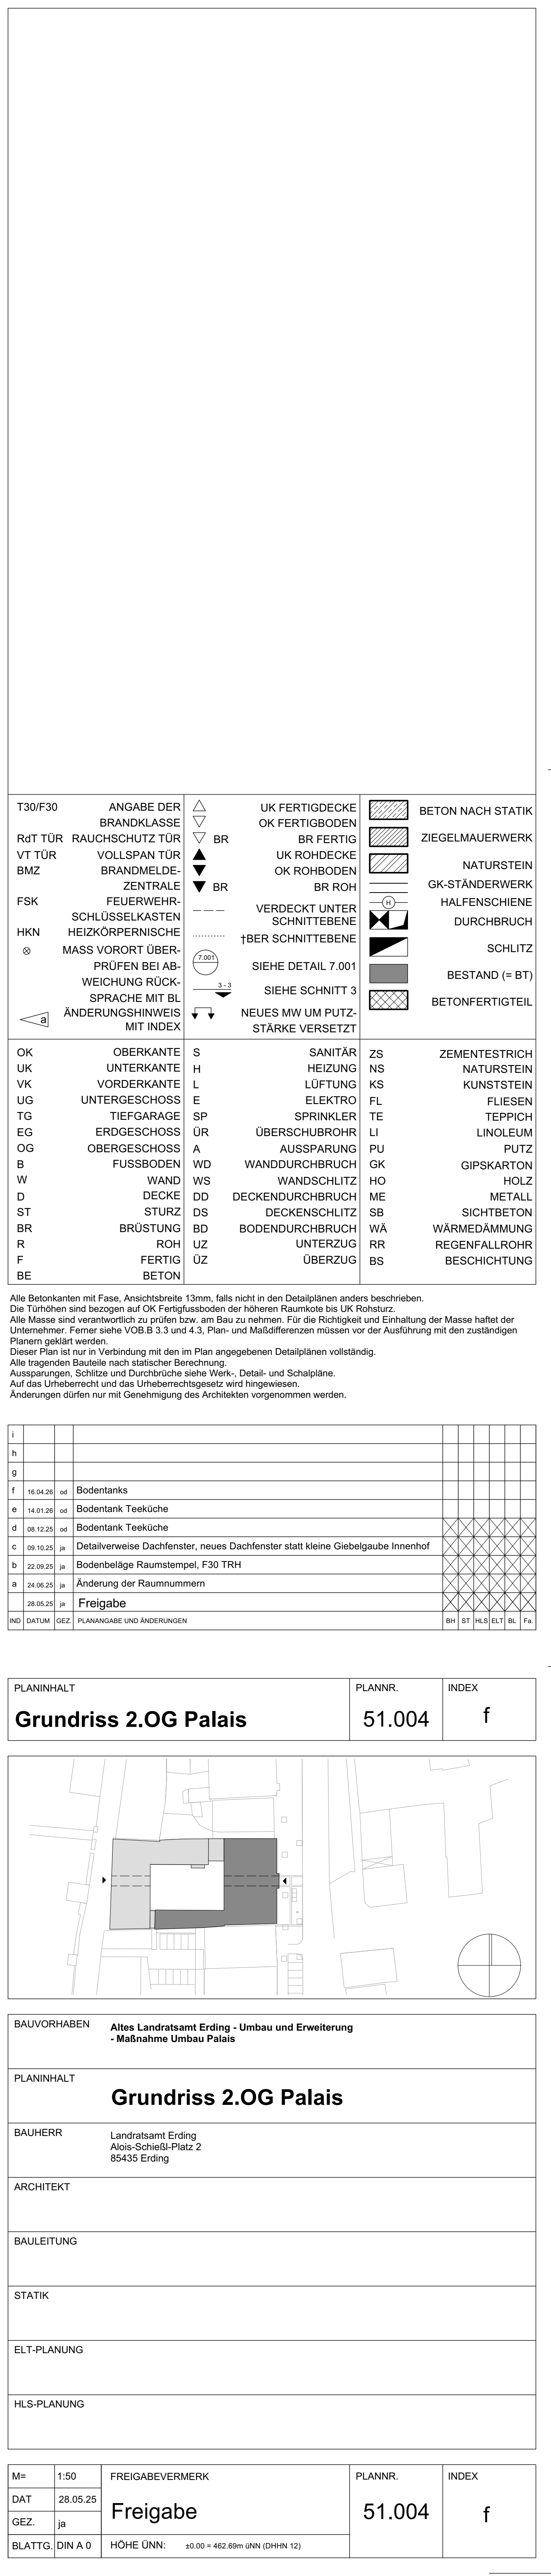 T30/F30 ANGABE DER
BRANDKLASSE
RdT TÜR RAUCHSCHUTZ TÜR
VT TÜR VOLLSPAN TÜR
BMZ BRANDMELDE-
ZENTRALE
FSK FEUERWEHR-
SCHLÜSSELKASTEN
HKN HEIZKÖRPERNISCHE
MASS VORORT ÜBER-
PRÜFEN BEI AB-
WEICHUNG RÜCK-
SPRACHE MIT BL
a ÄNDERUNGSHINWEIS
MIT INDEX
UK FERTIGDECKE
OK FERTIGBODEN
BR BR FERTIG
UK ROHDECKE
OK ROHBODEN
BR BR ROH
VERDECKT UNTER
SCHNITTEBENE
†BER SCHNITTEBENE
7.001 SIEHE DETAIL 7.001
3 - 3 SIEHE SCHNITT 3
NEUES MW UM PUTZ-
STÄRKE VERSETZT
BETON NACH STATIK
ZIEGELMAUERWERK
NATURSTEIN
GK-STÄNDERWERK
H HALFENSCHIENE
DURCHBRUCH
SCHLITZ
BESTAND (= BT)
BETONFERTIGTEIL
OK OBERKANTE
UK UNTERKANTE
VK VORDERKANTE
UG UNTERGESCHOSS
TG TIEFGARAGE
EG ERDGESCHOSS
OG OBERGESCHOSS
B FUSSBODEN
W WAND
D DECKE
ST STURZ
BR BRÜSTUNG
R ROH
F FERTIG
BE BETON
S SANITÄR
H HEIZUNG
L LÜFTUNG
E ELEKTRO
SP SPRINKLER
ÜR ÜBERSCHUBROHR
A AUSSPARUNG
WD WANDDURCHBRUCH
WS WANDSCHLITZ
DD DECKENDURCHBRUCH
DS DECKENSCHLITZ
BD BODENDURCHBRUCH
UZ UNTERZUG
ÜZ ÜBERZUG
ZS ZEMENTESTRICH
NS NATURSTEIN
KS KUNSTSTEIN
FL FLIESEN
TE TEPPICH
LI LINOLEUM
PU PUTZ
GK GIPSKARTON
HO HOLZ
ME METALL
SB SICHTBETON
WÄ WÄRMEDÄMMUNG
RR REGENFALLROHR
BS BESCHICHTUNG
Alle Betonkanten mit Fase, Ansichtsbreite 13mm, falls nicht in den Detailplänen anders beschrieben.
Die Türhöhen sind bezogen auf OK Fertigfussboden der höheren Raumkote bis UK Rohsturz.
Alle Masse sind verantwortlich zu prüfen bzw. am Bau zu nehmen. Für die Richtigkeit und Einhaltung der Masse haftet der
Unternehmer. Ferner siehe VOB.B 3.3 und 4.3, Plan- und Maßdifferenzen müssen vor der Ausführung mit den zuständigen
Planern geklärt werden.
Dieser Plan ist nur in Verbindung mit den im Plan angegebenen Detailplänen vollständig.
Alle tragenden Bauteile nach statischer Berechnung.
Aussparungen, Schlitze und Durchbrüche siehe Werk-, Detail- und Schalpläne.
Auf das Urheberrecht und das Urheberrechtsgesetz wird hingewiesen.
Änderungen dürfen nur mit Genehmigung des Architekten vorgenommen werden.
i
h
g
f 16.04.26 od Bodentanks
e 14.01.26 od Bodentank Teeküche
d 08.12.25 od Bodentank Teeküche
c 09.10.25 ja Detailverweise Dachfenster, neues Dachfenster statt kleine Giebelgaube Innenhof
b 22.09.25 ja Bodenbeläge Raumstempel, F30 TRH
a 24.06.25 ja Änderung der Raumnummern
28.05.25 ja Freigabe
IND DATUM GEZ. PLANANGABE UND ÄNDERUNGEN BH ST HLS ELT BL Fa.
PLANINHALT PLANNR. INDEX
Grundriss 2.OG Palais 51.004 f
BAUVORHABEN Altes Landratsamt Erding - Umbau und Erweiterung
- Maßnahme Umbau Palais
PLANINHALT
Grundriss 2.OG Palais
BAUHERR Landratsamt Erding
Alois-Schießl-Platz 2
85435 Erding
ARCHITEKT
BAULEITUNG
STATIK
ELT-PLANUNG
HLS-PLANUNG
M= 1:50 FREIGABEVERMERK PLANNR. INDEX
DAT 28.05.25 Freigabe 51.004 f
GEZ. ja
BLATTG. DIN A 0 HÖHE ÜNN: ±0.00 = 462.69m üNN (DHHN 12)